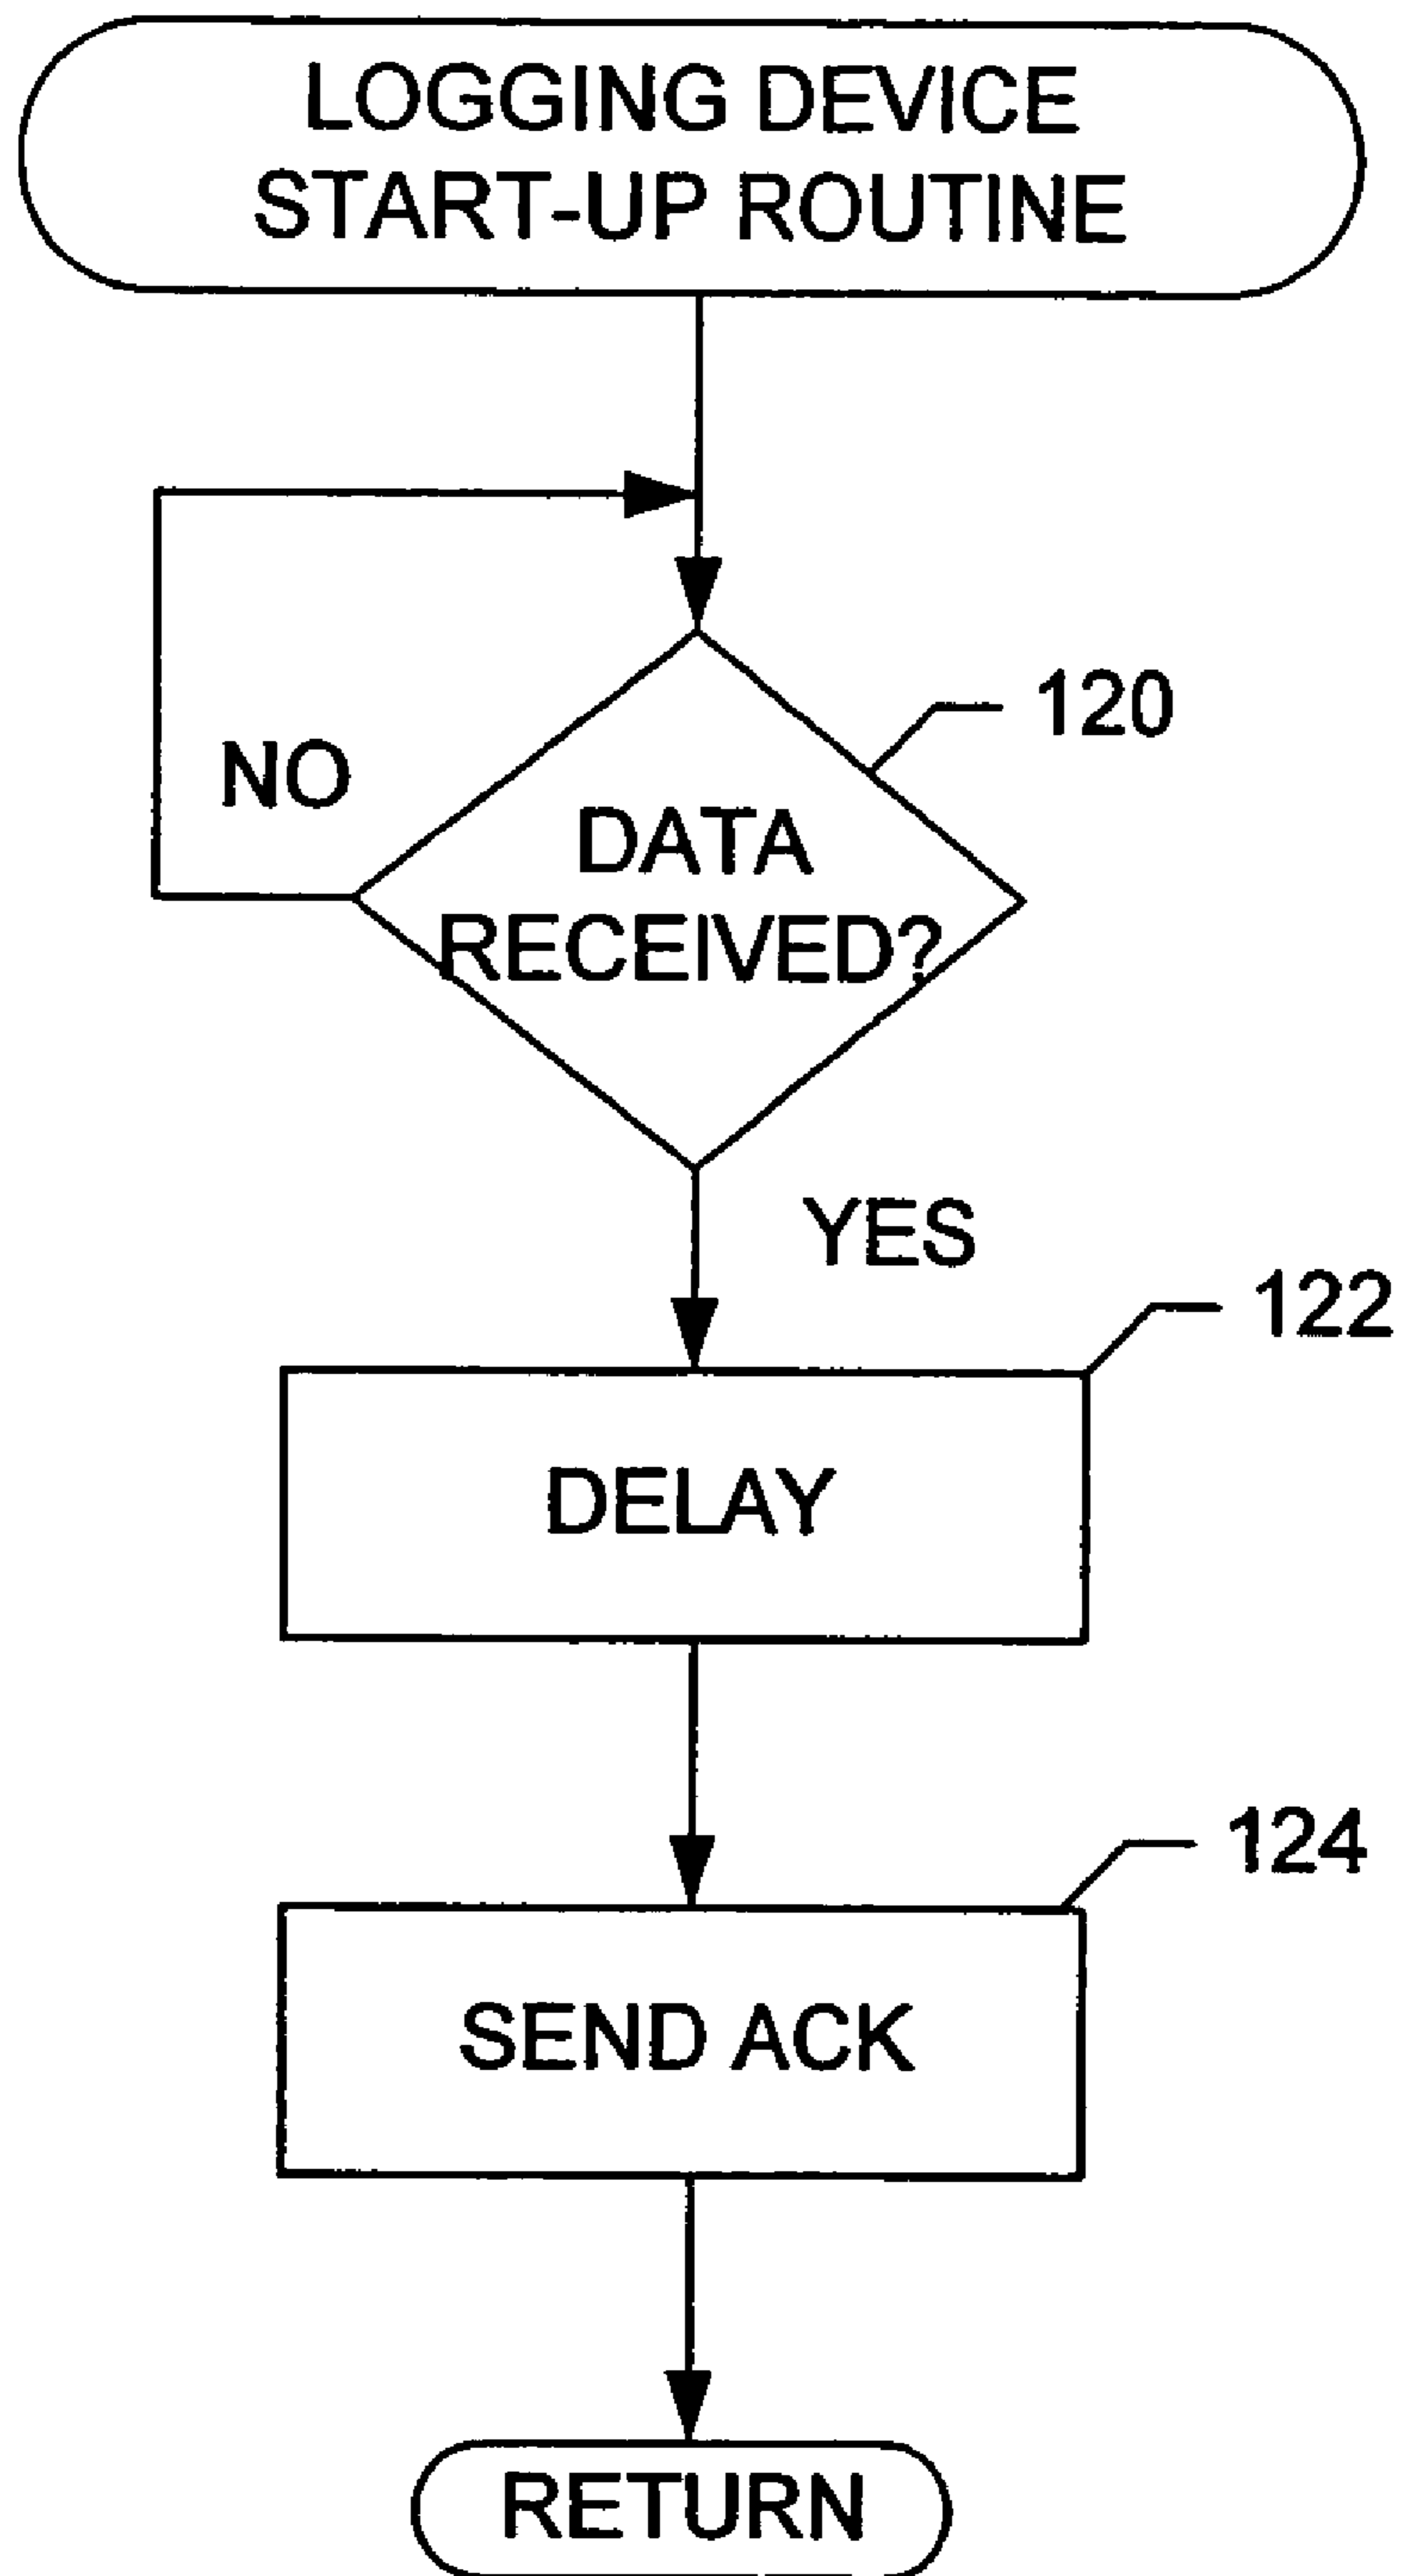 LOGGING DEVICE
START-UP ROUTINE
120
NO
DATA
RECEIVED?
YES
122
DELAY
124
SEND ACK
RETURN